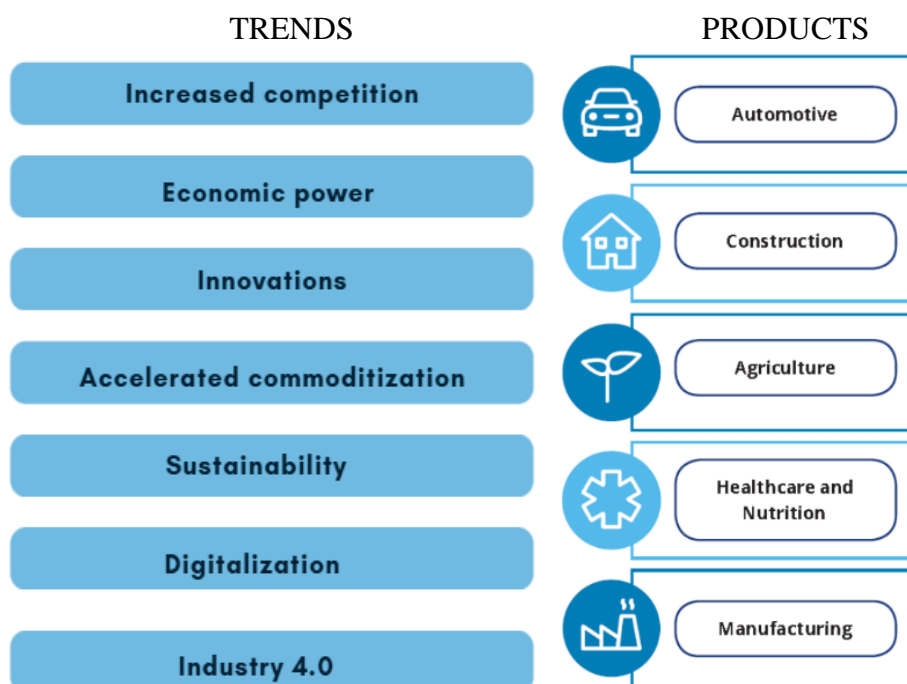 TRENDS
Increased competition
Economic power
Innovations
Accelerated commoditization
Sustainability
Digitalization
Industry 4.0
PRODUCTS
Automotive
Construction
Agriculture
Healthcare and
Nutrition
Manufacturing